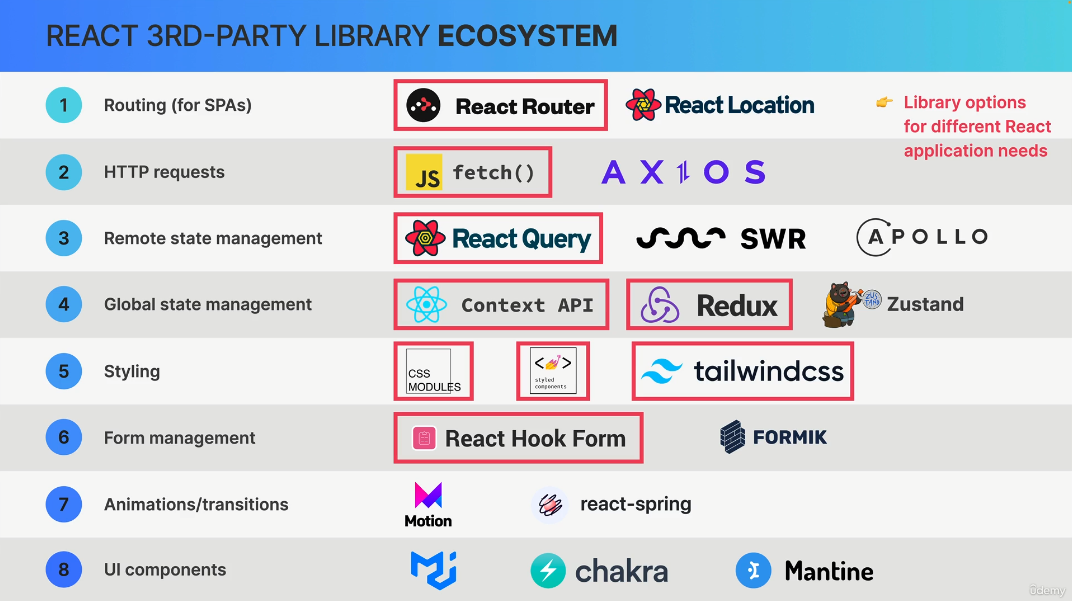 REACT 3RD-PARTY LIBRARY ECOSYSTEM
1 Routing (for SPAs) React Router React Location
👉 Library options
for different React
application needs
2 HTTP requests JS fetch() AXIOS
3 Remote state management React Query SWR APOLLO
4 Global state management Context API Redux Zustand
5 Styling CSS
MODULES
<💅>
styled
components
tailwindcss
6 Form management React Hook Form FORMIK
7 Animations/transitions Motion react-spring
8 UI components chakra Mantine
ûdemy